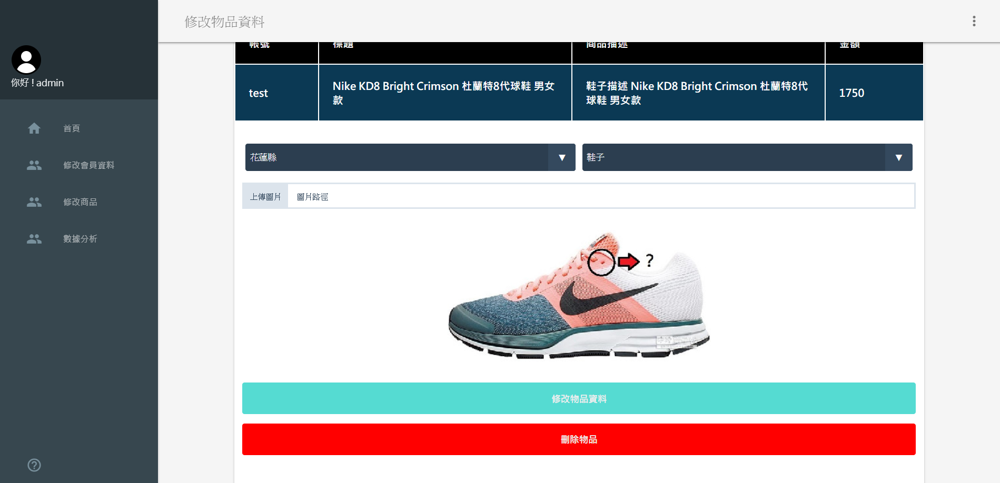 修改物品資料
你好 ! admin
首頁
修改會員資料
修改商品
數據分析
帳號
標題
商品描述
金額
test
Nike KD8 Bright Crimson 杜蘭特8代球鞋 男女
款
鞋子描述 Nike KD8 Bright Crimson 杜蘭特8代
球鞋 男女款
1750
花蓮縣
鞋子
上傳圖片
圖片路徑
?
修改物品資料
刪除物品